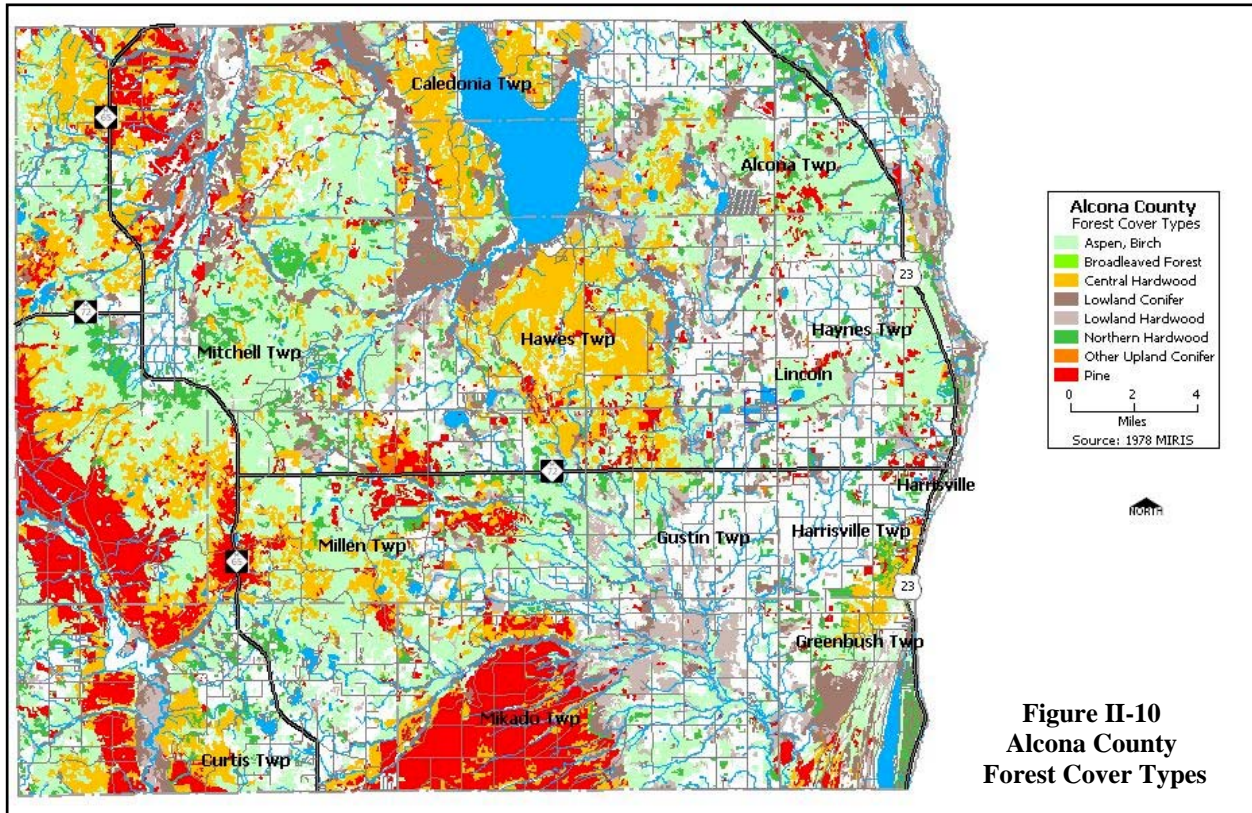 Caledonia Twp
65
Alcona Twp
23
72
Mitchell Twp
Hawes Twp
Haynes Twp
Lincoln
72
Harrisville
Millen Twp
Gustin Twp
Harrisville Twp
65
23
Greenbush Twp
Mikado Twp
Curtis Twp
Alcona County
Forest Cover Types
Aspen, Birch
Broadleaved Forest
Central Hardwood
Lowland Conifer
Lowland Hardwood
Northern Hardwood
Other Upland Conifer
Pine
0 2 4
Miles
Source: 1978 MIRIS
NORTH
Figure II-10
Alcona County
Forest Cover Types